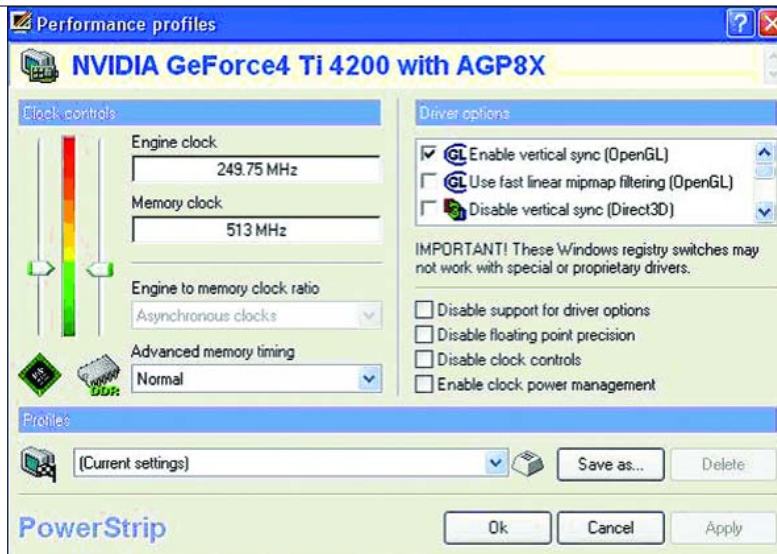 Performance profiles
NVIDIA GeForce4 Ti 4200 with AGP8X
Clock controls
Engine clock
249.75 MHz
Memory clock
513 MHz
Engine to memory clock ratio
Asynchronous clocks
Advanced memory timing
Normal
DDR
Driver options
GL Enable vertical sync (OpenGL)
GL Use fast linear mipmap filtering (OpenGL)
Disable vertical sync (Direct3D)
IMPORTANT! These Windows registry switches may
not work with special or proprietary drivers.
Disable support for driver options
Disable floating point precision
Disable clock controls
Enable clock power management
Profiles
(Current settings)
Save as...
Delete
PowerStrip
Ok
Cancel
Apply